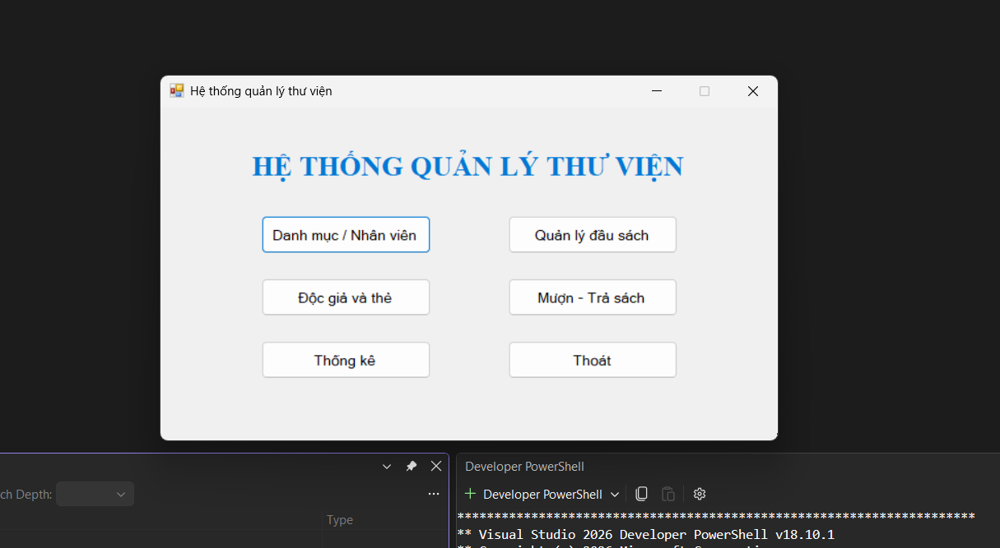 Hệ thống quản lý thư viện
HỆ THỐNG QUẢN LÝ THƯ VIỆN
Danh mục / Nhân viên
Quản lý đầu sách
Độc giả và thẻ
Mượn - Trả sách
Thống kê
Thoát
ch Depth:
Type
Developer PowerShell
+ Developer PowerShell
**********************************************************************
** Visual Studio 2026 Developer PowerShell v18.10.1